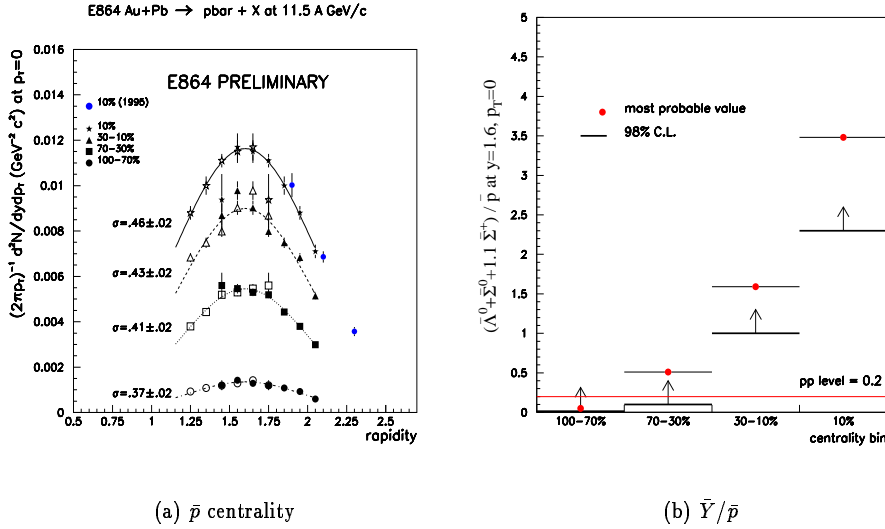 E864 Au+Pb → pbar + X at 11.5 A GeV/c
(2πp_T)⁻¹ d²N/dydp_T (GeV⁻² c²) at p_T=0
0.016
0.014
0.012
0.01
0.008
0.006
0.004
0.002
0
E864 PRELIMINARY
10% (1995)
10%
30-10%
70-30%
100-70%
σ=.46±.02
σ=.43±.02
σ=.41±.02
σ=.37±.02
0.5 0.75 1 1.25 1.5 1.75 2 2.25 2.5
rapidity
(a) p̄ centrality
(Λ̄⁰+Σ̄⁰+1.1 Σ̄⁺) / p̄ at y=1.6, p_T=0
5
4.5
4
3.5
3
2.5
2
1.5
1
0.5
0
most probable value
98% C.L.
pp level = 0.2
100-70% 70-30% 30-10% 10%
centrality bin
(b) Ȳ/p̄